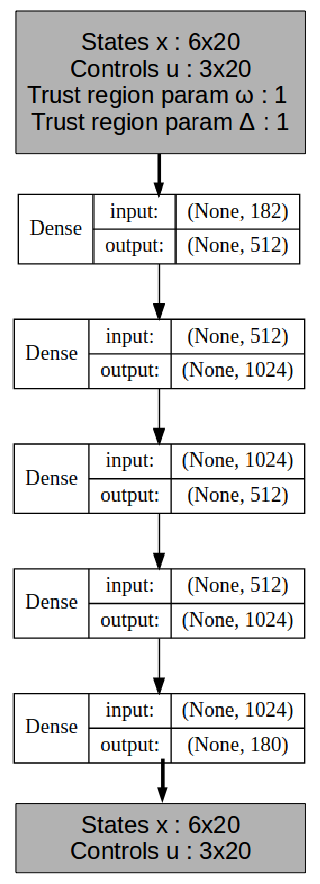 States x : 6x20
Controls u : 3x20
Trust region param ω : 1
Trust region param Δ : 1
Dense
input: (None, 182)
output: (None, 512)
Dense
input: (None, 512)
output: (None, 1024)
Dense
input: (None, 1024)
output: (None, 512)
Dense
input: (None, 512)
output: (None, 1024)
Dense
input: (None, 1024)
output: (None, 180)
States x : 6x20
Controls u : 3x20